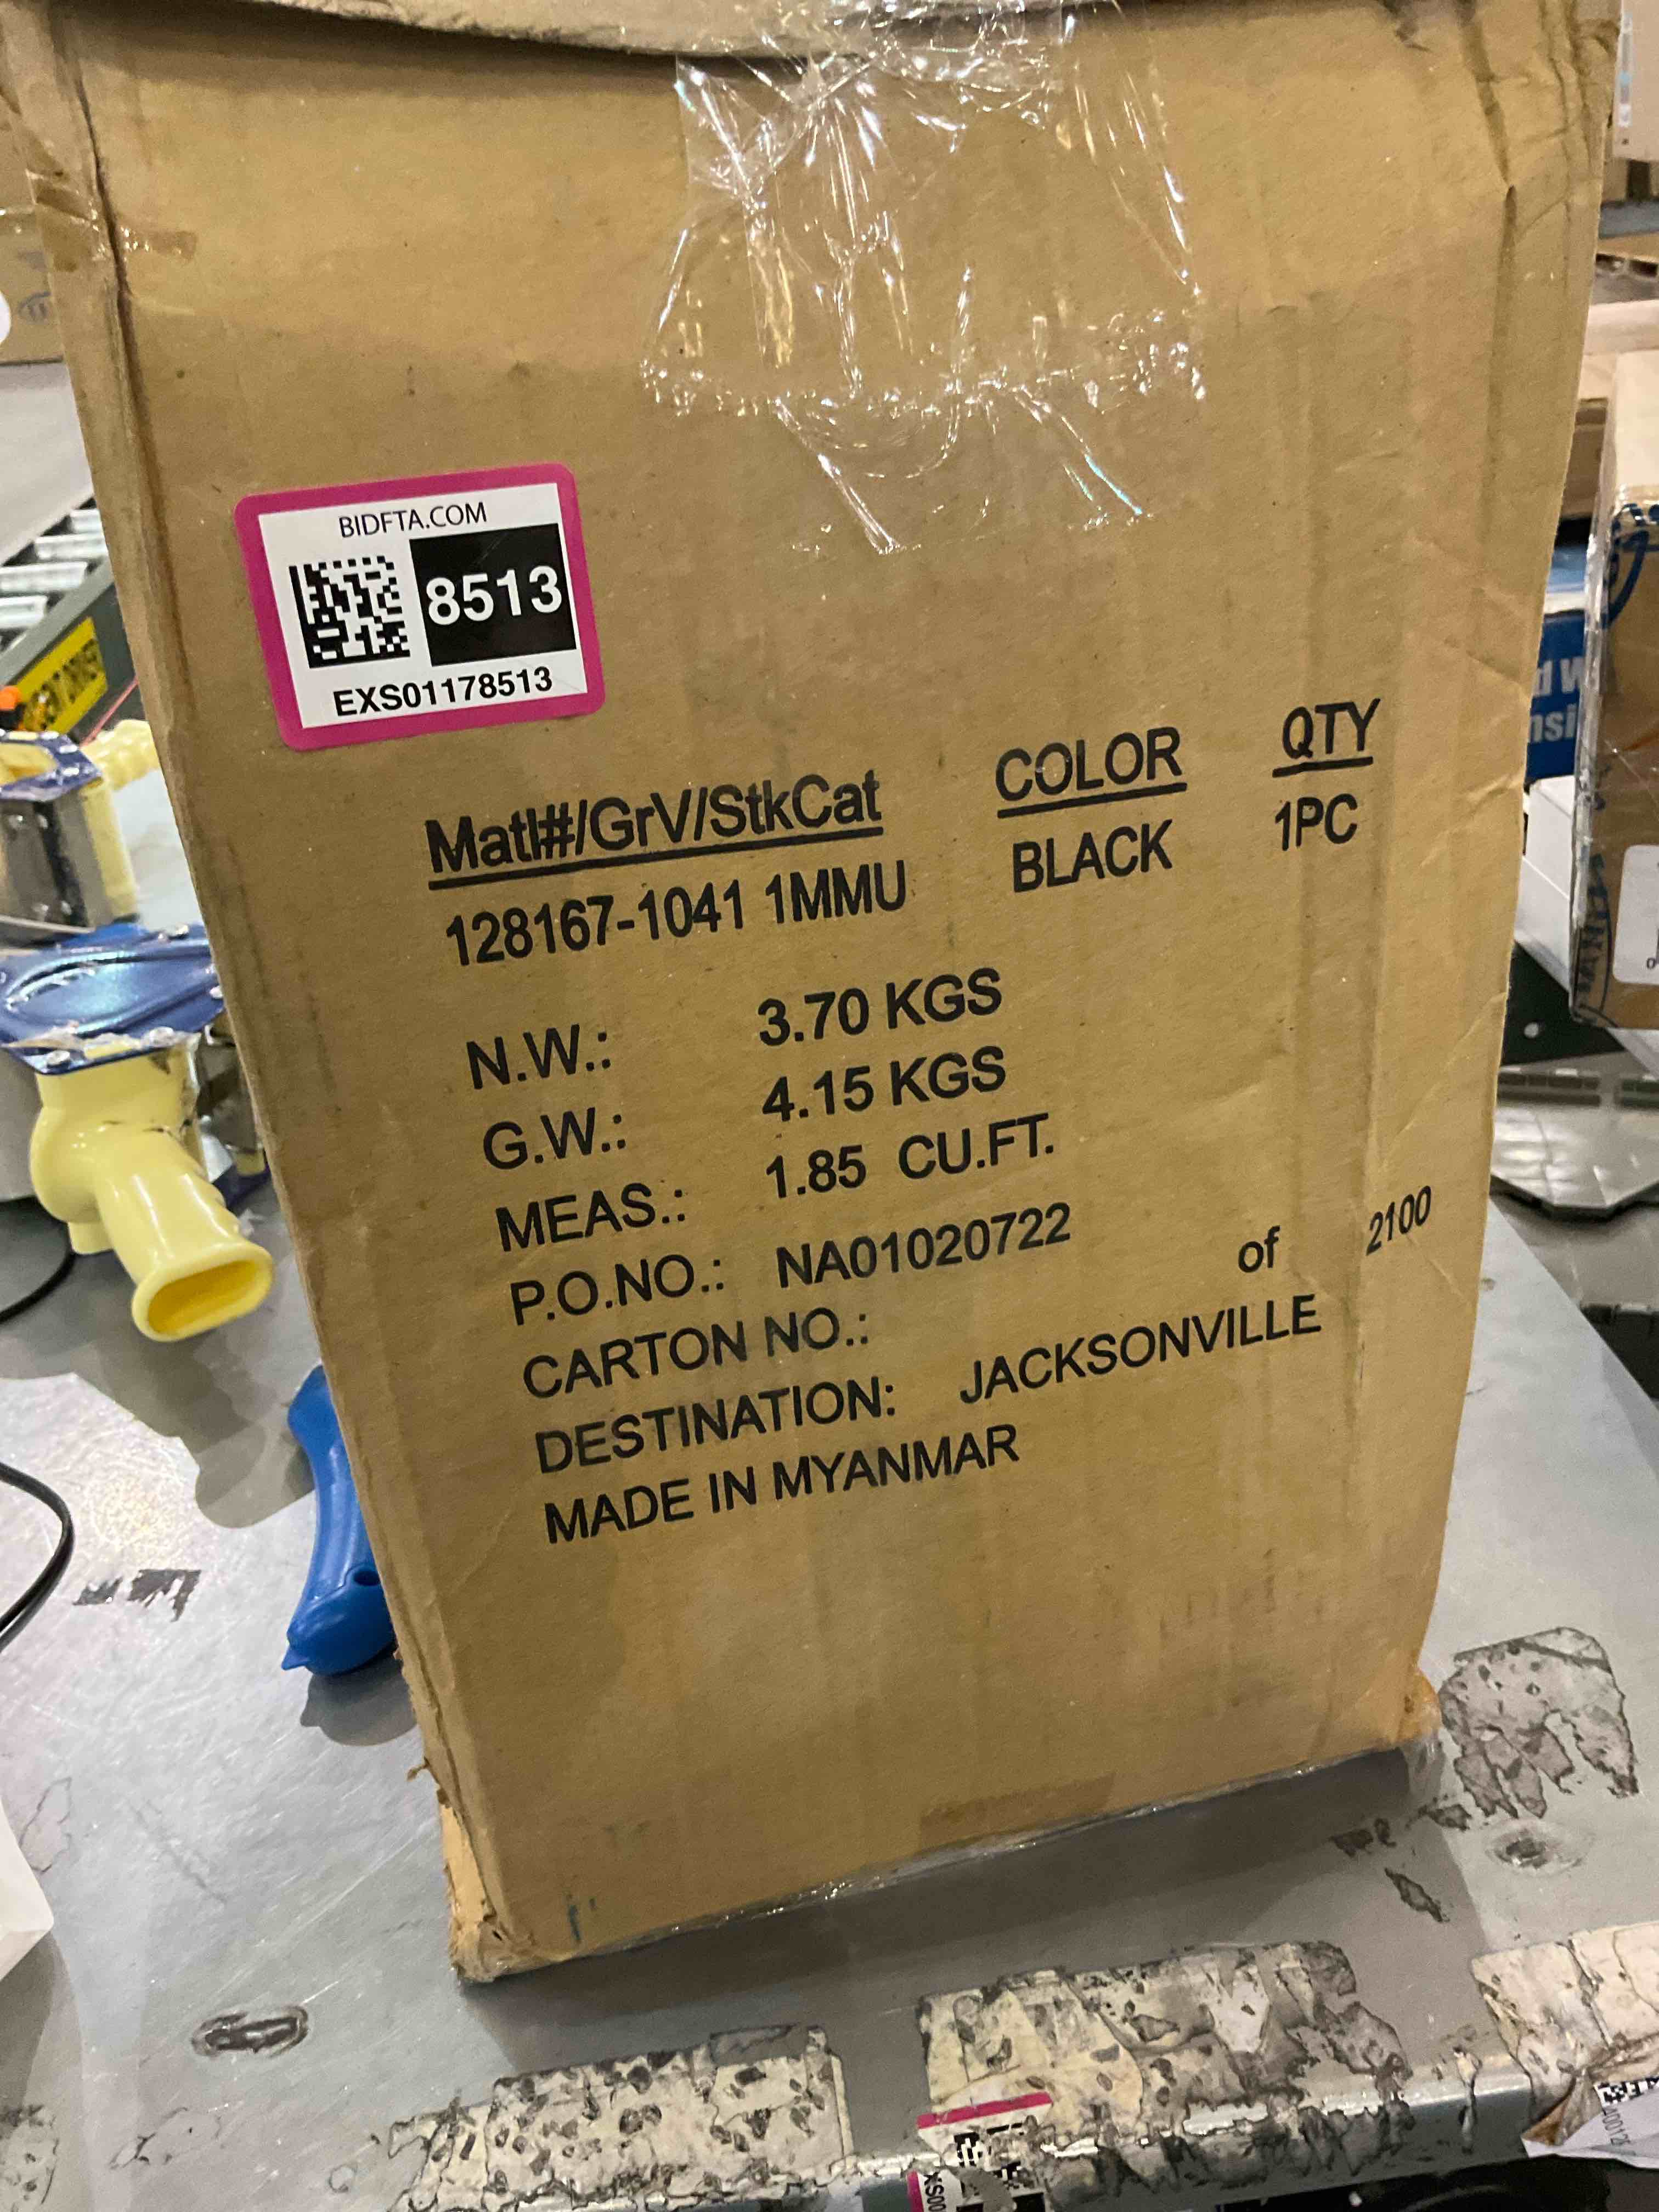 BIDFTA.COM
8513
EXS01178513
Matl#/GrV/StkCat COLOR QTY
128167-1041 1MMU BLACK 1PC
N.W.: 3.70 KGS
G.W.: 4.15 KGS
MEAS.: 1.85 CU.FT.
P.O.NO.: NA01020722
CARTON NO.: of 2100
DESTINATION: JACKSONVILLE
MADE IN MYANMAR